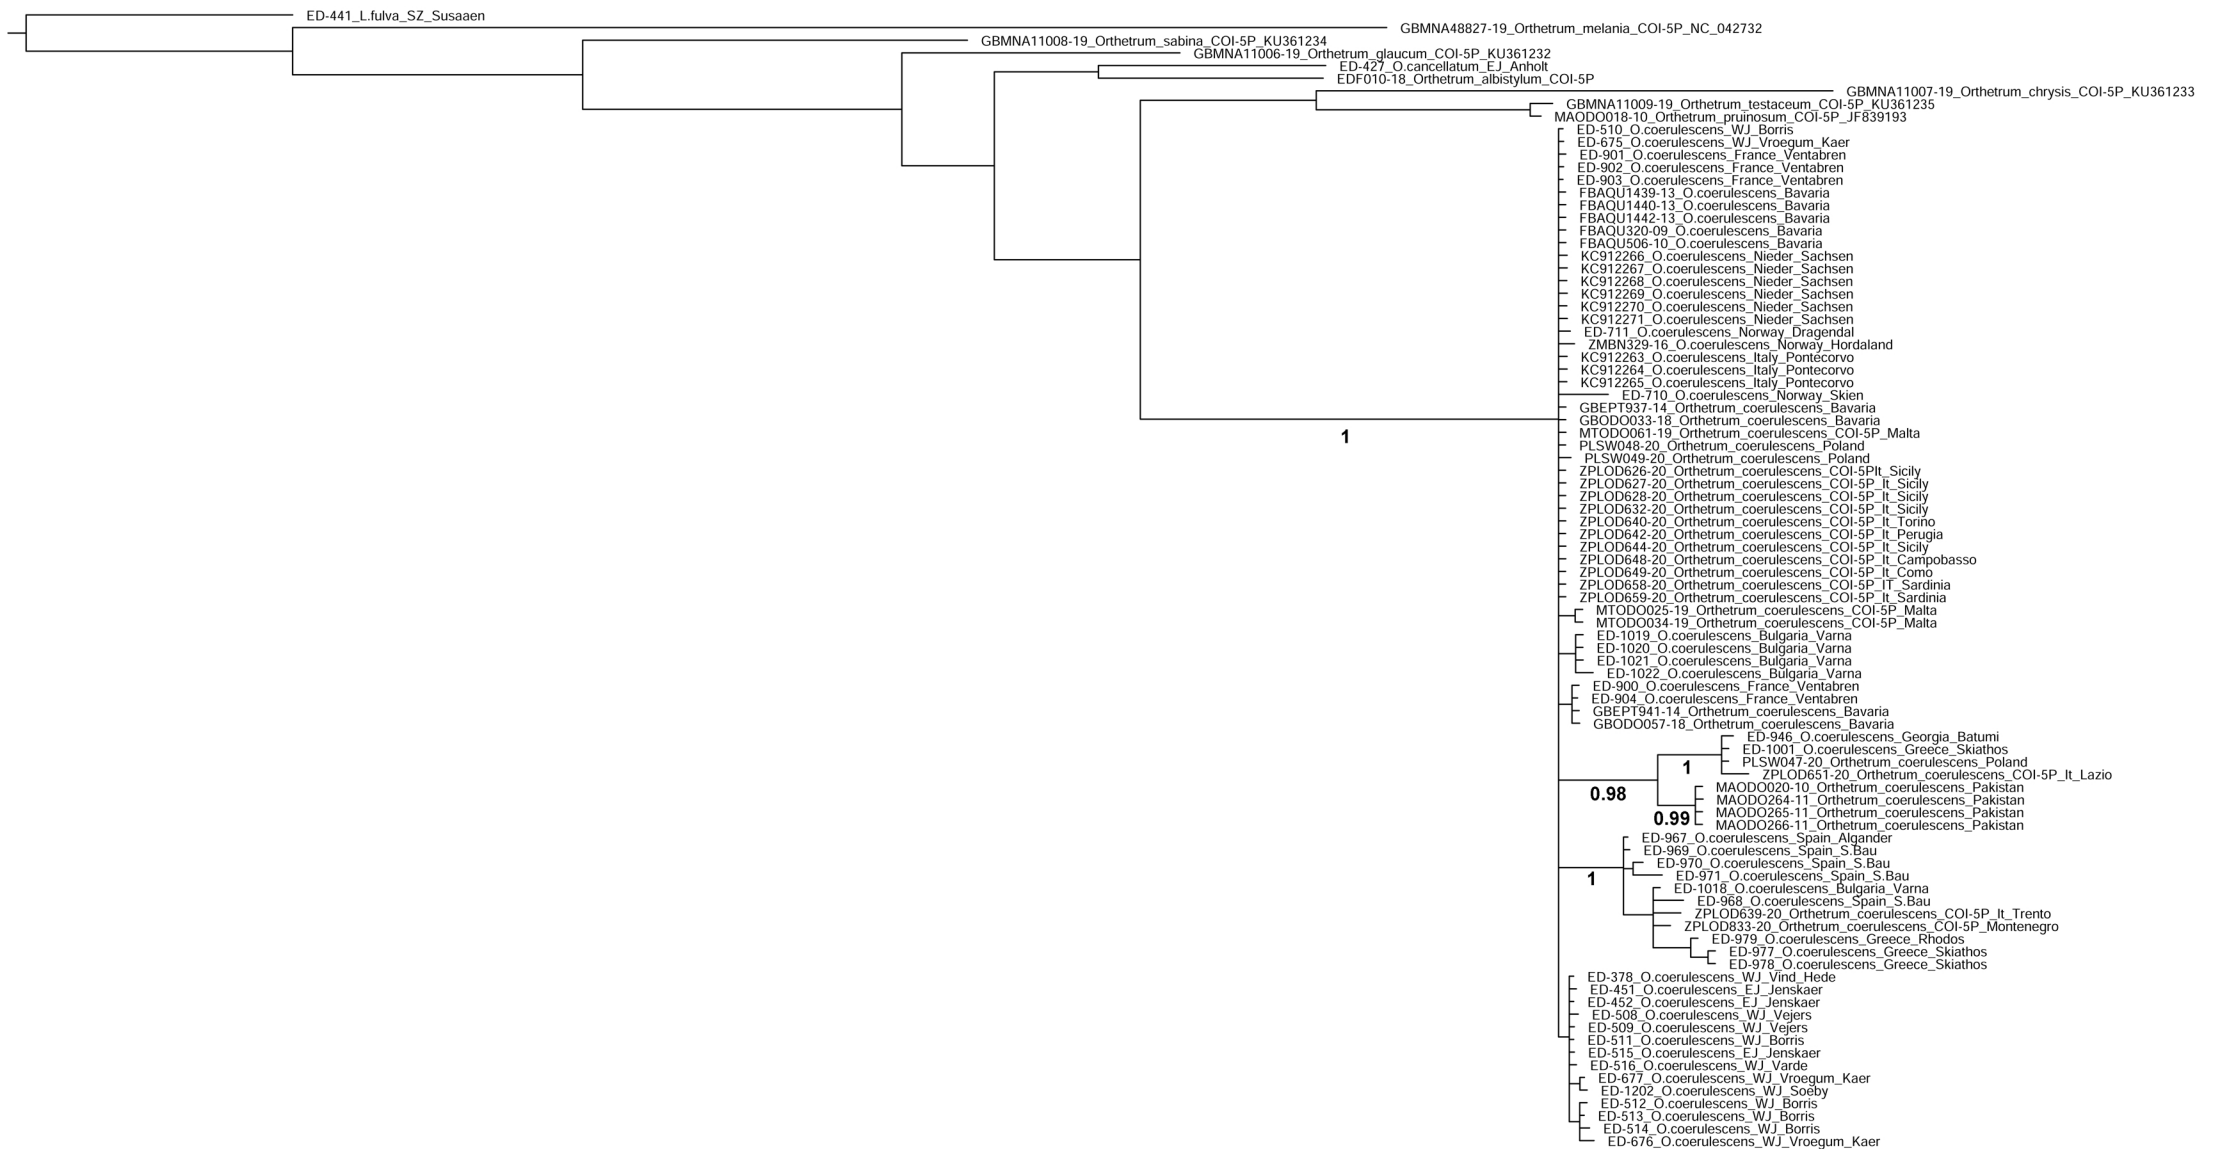 ED-441_L.fulva_SZ_Susaaen
GBMNA48827-19_Orthetrum_melania_COI-5P_NC_042732
GBMNA11008-19_Orthetrum_sabina_COI-5P_KU361234
GBMNA11006-19_Orthetrum_glaucum_COI-5P_KU361232
ED-427_O.cancellatum_EJ_Anholt
EDF010-18_Orthetrum_albistylum_COI-5P
GBMNA11007-19_Orthetrum_chrysis_COI-5P_KU361233
GBMNA11009-19_Orthetrum_testaceum_COI-5P_KU361235
MAODO018-10_Orthetrum_pruinosum_COI-5P_JF839193
ED-510_O.coerulescens_WJ_Borris
ED-675_O.coerulescens_WJ_Vroegum_Kaer
ED-901_O.coerulescens_France_Ventabren
ED-902_O.coerulescens_France_Ventabren
ED-903_O.coerulescens_France_Ventabren
FBAQU1439-13_O.coerulescens_Bavaria
FBAQU1440-13_O.coerulescens_Bavaria
FBAQU1442-13_O.coerulescens_Bavaria
FBAQU320-09_O.coerulescens_Bavaria
FBAQU506-10_O.coerulescens_Bavaria
KC912266_O.coerulescens_Nieder_Sachsen
KC912267_O.coerulescens_Nieder_Sachsen
KC912268_O.coerulescens_Nieder_Sachsen
KC912269_O.coerulescens_Nieder_Sachsen
KC912270_O.coerulescens_Nieder_Sachsen
KC912271_O.coerulescens_Nieder_Sachsen
ED-711_O.coerulescens_Norway_Dragendal
ZMBN329-16_O.coerulescens_Norway_Hordaland
KC912263_O.coerulescens_Italy_Pontecorvo
KC912264_O.coerulescens_Italy_Pontecorvo
KC912265_O.coerulescens_Italy_Pontecorvo
ED-710_O.coerulescens_Norway_Skien
GBEPT937-14_Orthetrum_coerulescens_Bavaria
GBODO033-18_Orthetrum_coerulescens_Bavaria
MTODO061-19_Orthetrum_coerulescens_COI-5P_Malta
1
PLSW048-20_Orthetrum_coerulescens_Poland
PLSW049-20_Orthetrum_coerulescens_Poland
ZPLOD626-20_Orthetrum_coerulescens_COI-5PIt_Sicily
ZPLOD627-20_Orthetrum_coerulescens_COI-5P_It_Sicily
ZPLOD628-20_Orthetrum_coerulescens_COI-5P_It_Sicily
ZPLOD632-20_Orthetrum_coerulescens_COI-5P_It_Sicily
ZPLOD640-20_Orthetrum_coerulescens_COI-5P_It_Torino
ZPLOD642-20_Orthetrum_coerulescens_COI-5P_It_Perugia
ZPLOD644-20_Orthetrum_coerulescens_COI-5P_It_Sicily
ZPLOD648-20_Orthetrum_coerulescens_COI-5P_It_Campobasso
ZPLOD649-20_Orthetrum_coerulescens_COI-5P_It_Como
ZPLOD658-20_Orthetrum_coerulescens_COI-5P_IT_Sardinia
ZPLOD659-20_Orthetrum_coerulescens_COI-5P_It_Sardinia
MTODO025-19_Orthetrum_coerulescens_COI-5P_Malta
MTODO034-19_Orthetrum_coerulescens_COI-5P_Malta
ED-1019_O.coerulescens_Bulgaria_Varna
ED-1020_O.coerulescens_Bulgaria_Varna
ED-1021_O.coerulescens_Bulgaria_Varna
ED-1022_O.coerulescens_Bulgaria_Varna
ED-900_O.coerulescens_France_Ventabren
ED-904_O.coerulescens_France_Ventabren
GBEPT941-14_Orthetrum_coerulescens_Bavaria
GBODO057-18_Orthetrum_coerulescens_Bavaria
ED-946_O.coerulescens_Georgia_Batumi
ED-1001_O.coerulescens_Greece_Skiathos
PLSW047-20_Orthetrum_coerulescens_Poland
1
ZPLOD651-20_Orthetrum_coerulescens_COI-5P_It_Lazio
MAODO020-10_Orthetrum_coerulescens_Pakistan
0.98
MAODO264-11_Orthetrum_coerulescens_Pakistan
MAODO265-11_Orthetrum_coerulescens_Pakistan
0.99
MAODO266-11_Orthetrum_coerulescens_Pakistan
ED-967_O.coerulescens_Spain_Algander
ED-969_O.coerulescens_Spain_S.Bau
ED-970_O.coerulescens_Spain_S.Bau
ED-971_O.coerulescens_Spain_S.Bau
1
ED-1018_O.coerulescens_Bulgaria_Varna
ED-968_O.coerulescens_Spain_S.Bau
ZPLOD639-20_Orthetrum_coerulescens_COI-5P_It_Trento
ZPLOD833-20_Orthetrum_coerulescens_COI-5P_Montenegro
ED-979_O.coerulescens_Greece_Rhodos
ED-977_O.coerulescens_Greece_Skiathos
ED-978_O.coerulescens_Greece_Skiathos
ED-378_O.coerulescens_WJ_Vind_Hede
ED-451_O.coerulescens_EJ_Jenskaer
ED-452_O.coerulescens_EJ_Jenskaer
ED-508_O.coerulescens_WJ_Vejers
ED-509_O.coerulescens_WJ_Vejers
ED-511_O.coerulescens_WJ_Borris
ED-515_O.coerulescens_EJ_Jenskaer
ED-516_O.coerulescens_WJ_Varde
ED-677_O.coerulescens_WJ_Vroegum_Kaer
ED-1202_O.coerulescens_WJ_Soeby
ED-512_O.coerulescens_WJ_Borris
ED-513_O.coerulescens_WJ_Borris
ED-514_O.coerulescens_WJ_Borris
ED-676_O.coerulescens_WJ_Vroegum_Kaer